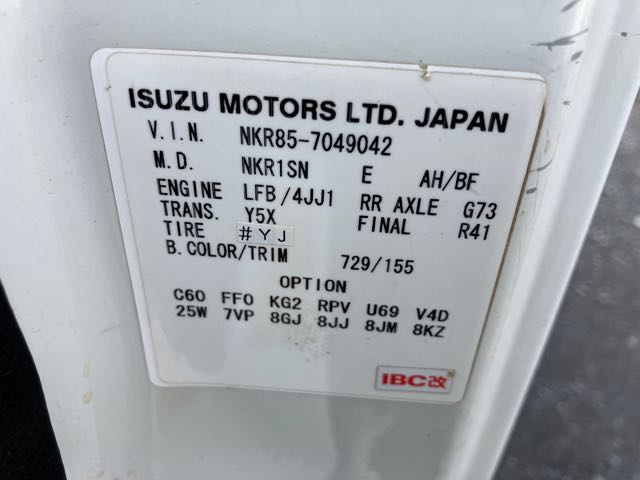 ISUZU MOTORS LTD. JAPAN
V.I.N. NKR85-7049042
M.D. NKR1SN E AH/BF
ENGINE LFB/4JJ1 RR AXLE G73
TRANS. Y5X FINAL R41
TIRE #YJ
B.COLOR/TRIM 729/155
OPTION
C60 FF0 KG2 RPV U69 V4D
25W 7VP 8GJ 8JJ 8JM 8KZ
IBC改